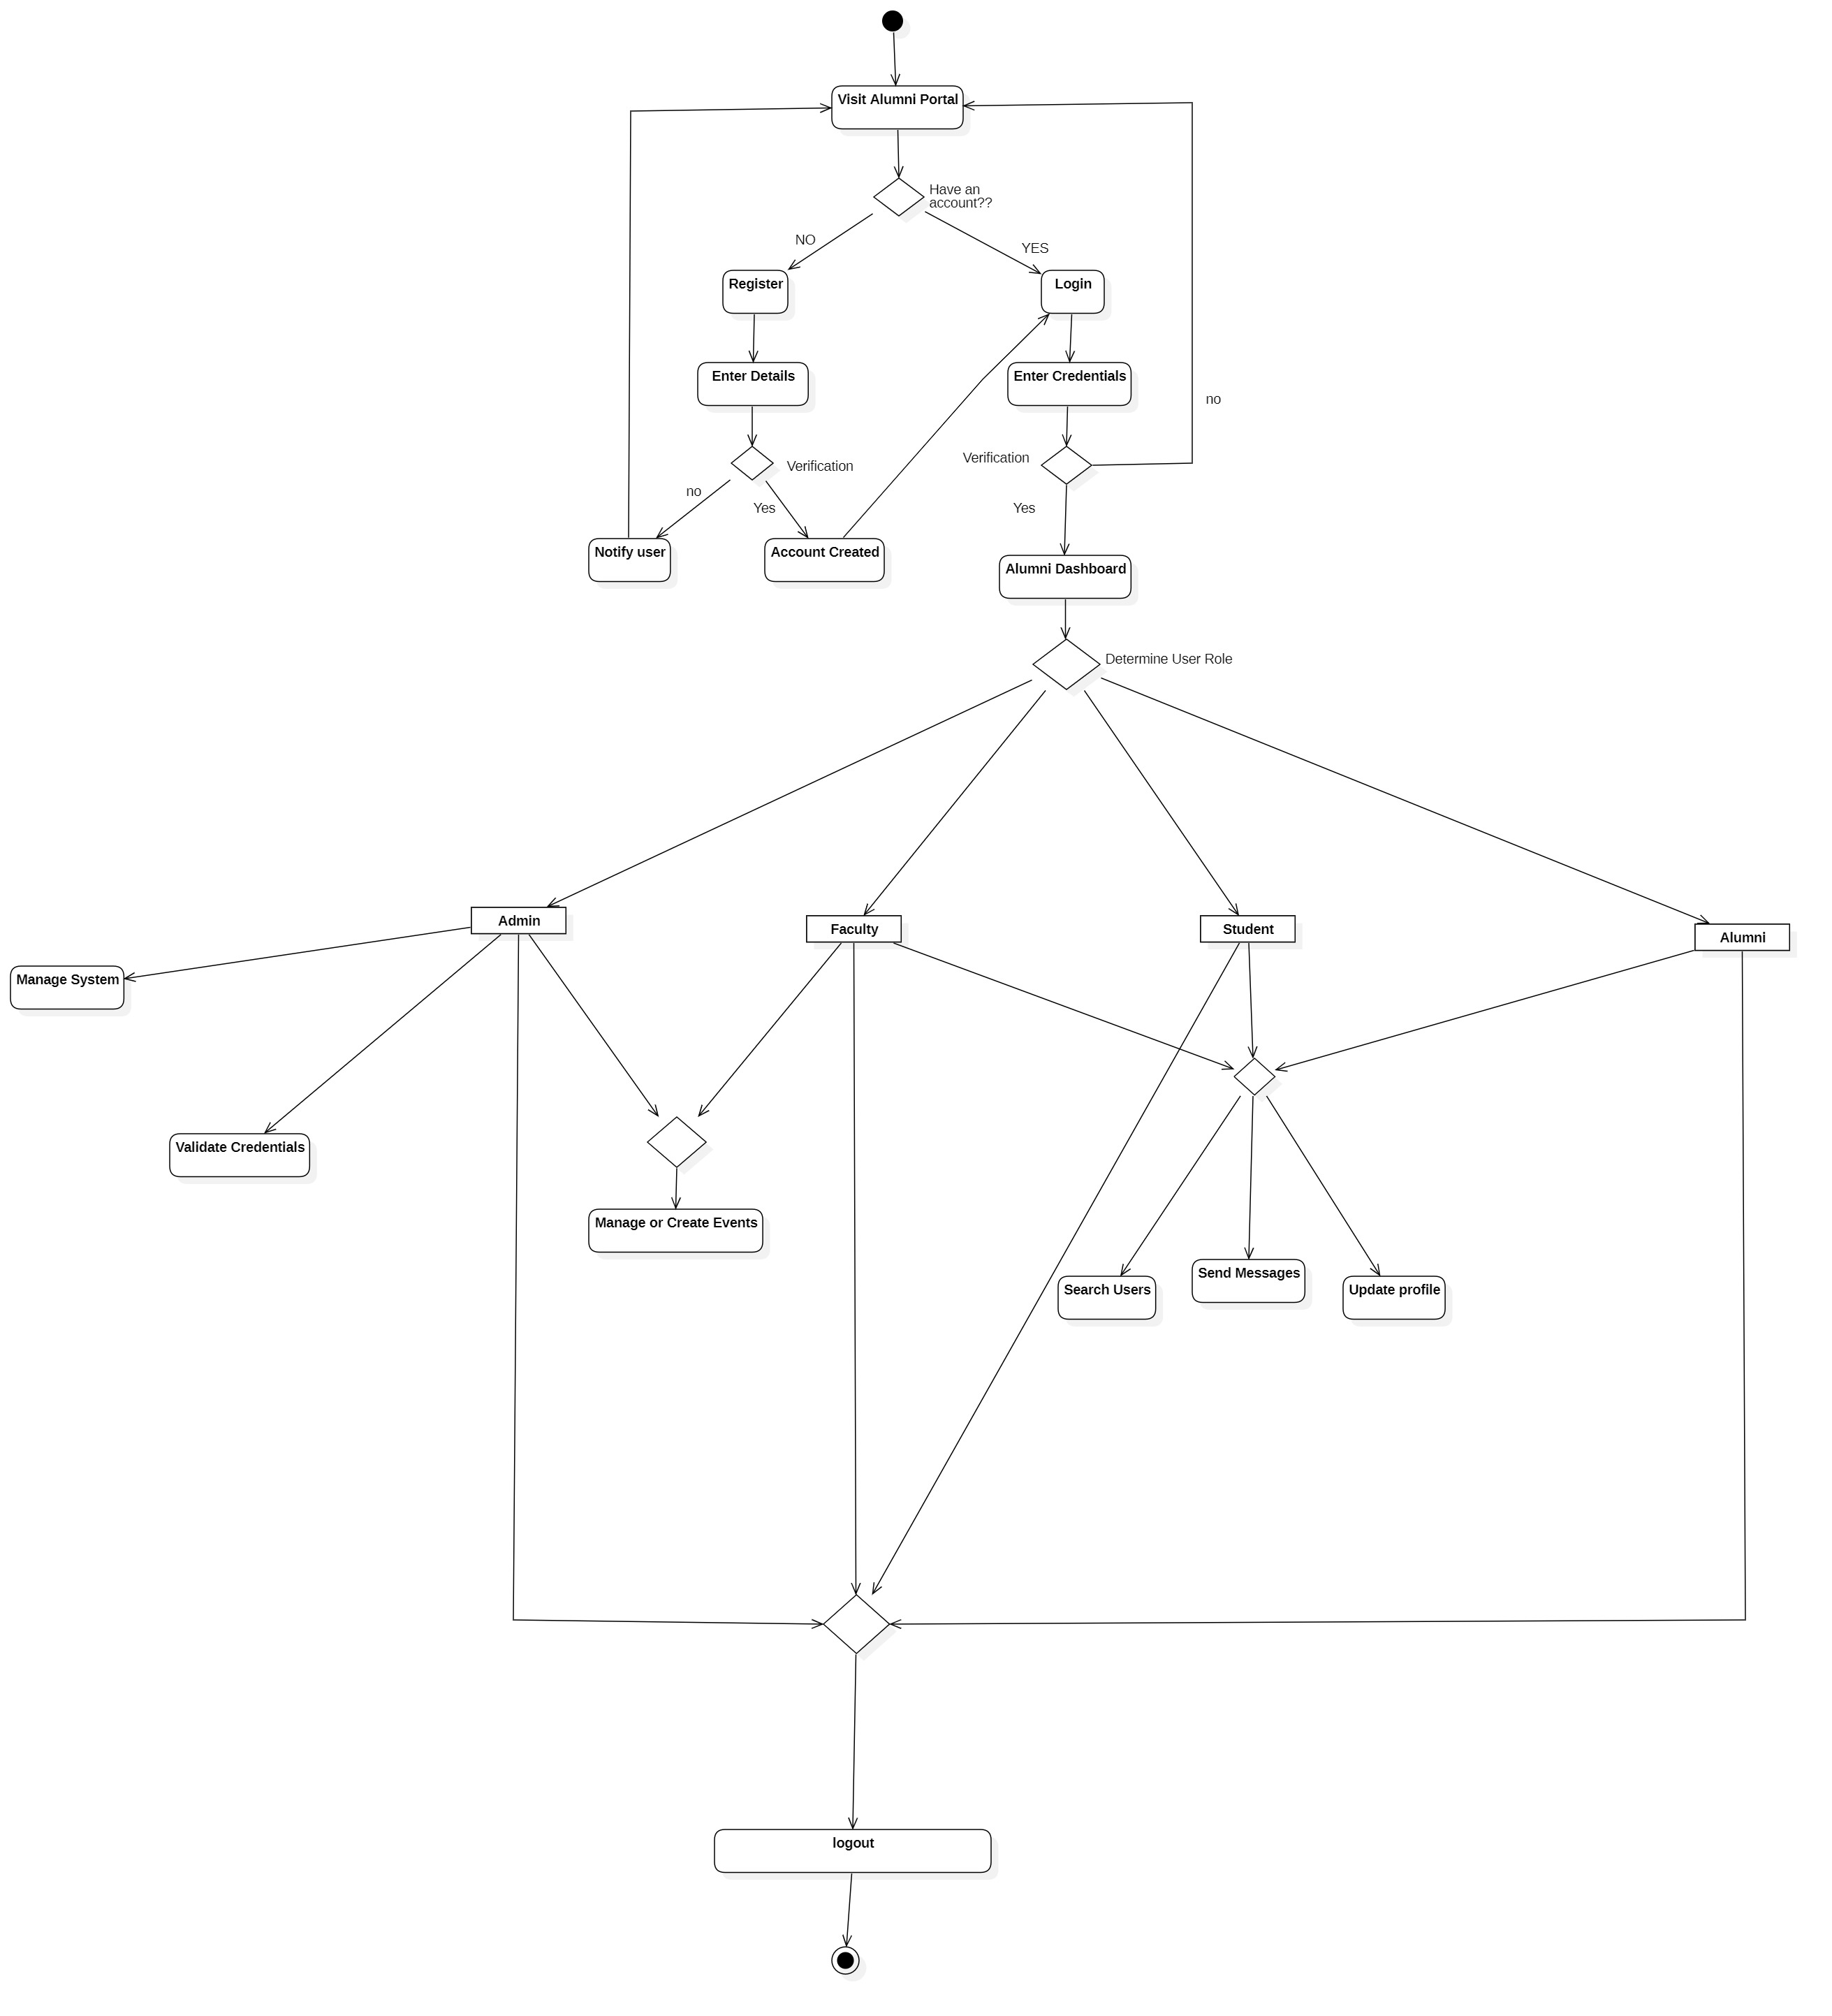 Visit Alumni Portal
Have an
account??
NO
YES
Register
Login
Enter Details
Enter Credentials
no
Verification
Verification
no
Yes
Yes
Notify user
Account Created
Alumni Dashboard
Determine User Role
Admin
Faculty
Student
Alumni
Manage System
Validate Credentials
Manage or Create Events
Search Users
Send Messages
Update profile
logout